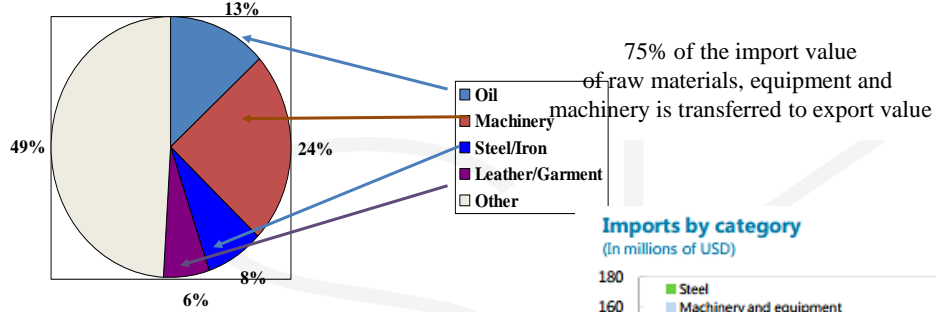 13%
49%
24%
8%
6%
Oil
Machinery
Steel/Iron
Leather/Garment
Other
75% of the import value
of raw materials, equipment and
machinery is transferred to export value
Imports by category
(In millions of USD)
180
Steel
160
Machinery and equipment